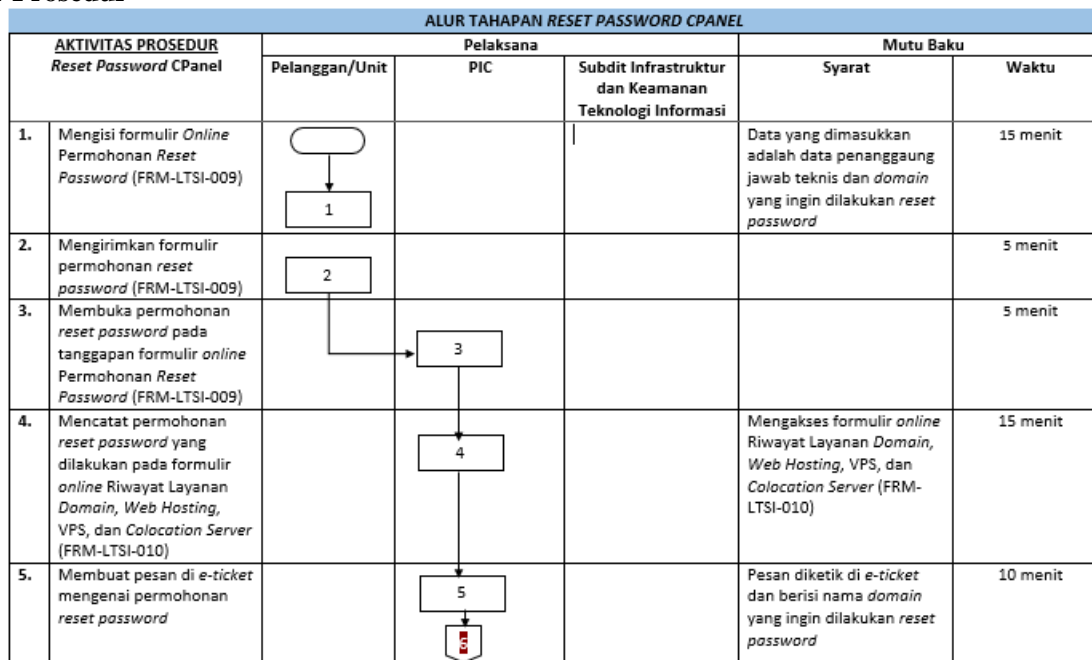 ALUR TAHAPAN RESET PASSWORD CPANEL
AKTIVITAS PROSEDUR
Reset Password CPanel
Pelaksana
Mutu Baku
Pelanggan/Unit
PIC
Subdit Infrastruktur
dan Keamanan
Teknologi Informasi
Syarat
Waktu
1.
Mengisi formulir Online
Permohonan Reset
Password (FRM-LTSI-009)
1
Data yang dimasukkan
adalah data penanggaung
jawab teknis dan domain
yang ingin dilakukan reset
password
15 menit
2.
Mengirimkan formulir
permohonan reset
password (FRM-LTSI-009)
2
5 menit
3.
Membuka permohonan
reset password pada
tanggapan formulir online
Permohonan Reset
Password (FRM-LTSI-009)
3
5 menit
4.
Mencatat permohonan
reset password yang
dilakukan pada formulir
online Riwayat Layanan
Domain, Web Hosting,
VPS, dan Colocation Server
(FRM-LTSI-010)
4
Mengakses formulir online
Riwayat Layanan Domain,
Web Hosting, VPS, dan
Colocation Server (FRM-
LTSI-010)
15 menit
5.
Membuat pesan di e-ticket
mengenai permohonan
reset password
5
Pesan diketik di e-ticket
dan berisi nama domain
yang ingin dilakukan reset
password
10 menit